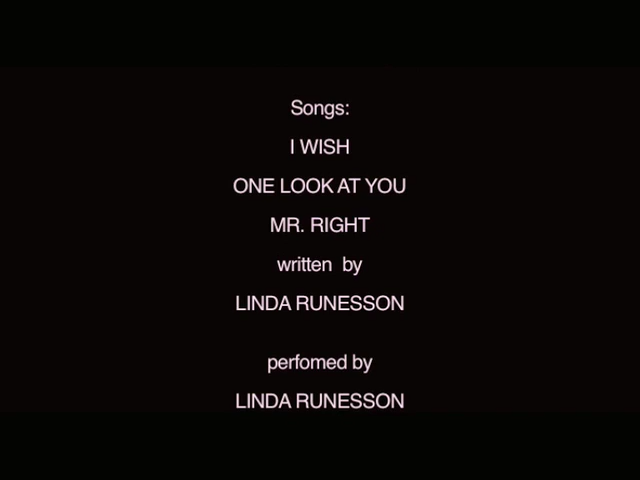 Songs:
I WISH
ONE LOOK AT YOU
MR. RIGHT
written by
LINDA RUNESSON
perfomed by
LINDA RUNESSON